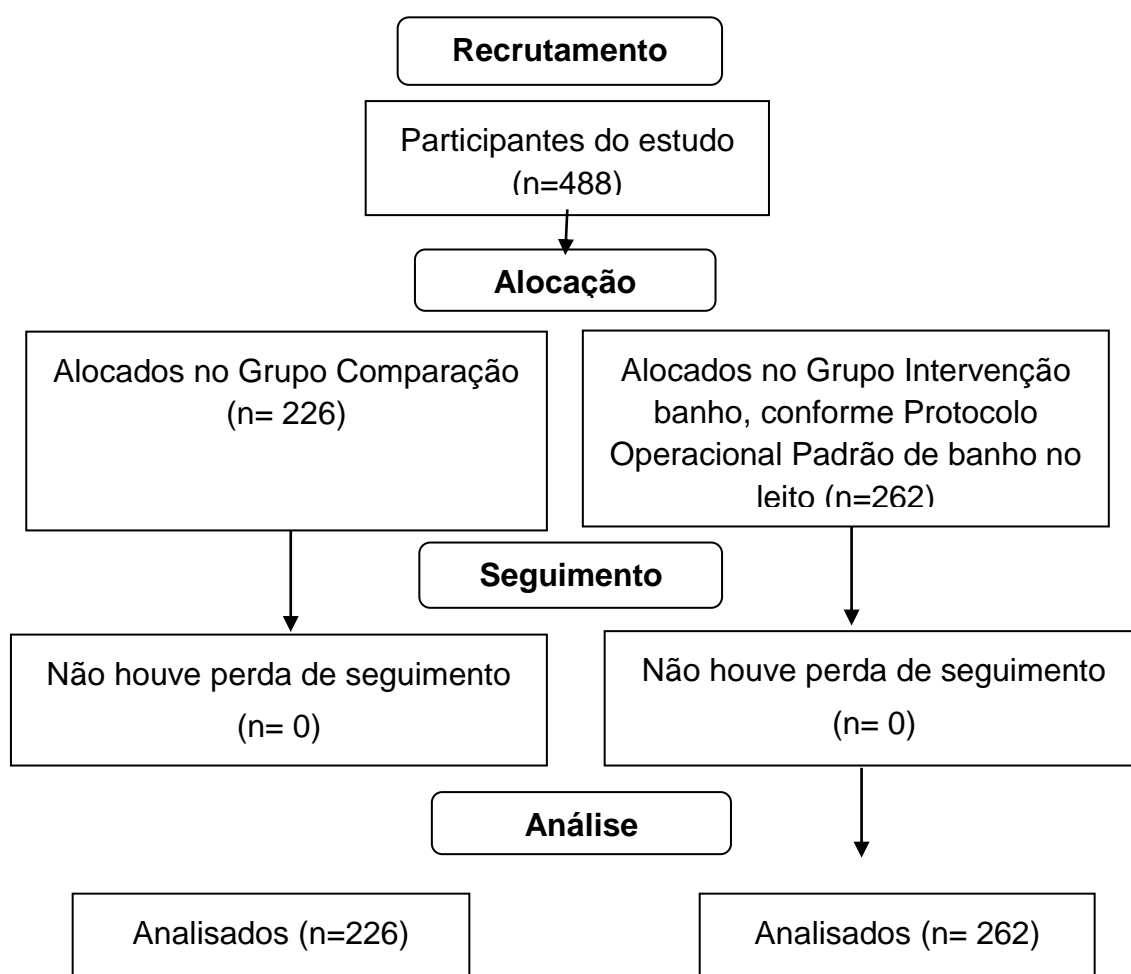 Recrutamento
Participantes do estudo
(n=488)
Alocação
Alocados no Grupo Comparação
(n= 226)
Alocados no Grupo Intervenção
banho, conforme Protocolo
Operacional Padrão de banho no
leito (n=262)
Seguimento
Não houve perda de seguimento
(n= 0)
Não houve perda de seguimento
(n= 0)
Análise
Analisados (n=226)
Analisados (n= 262)